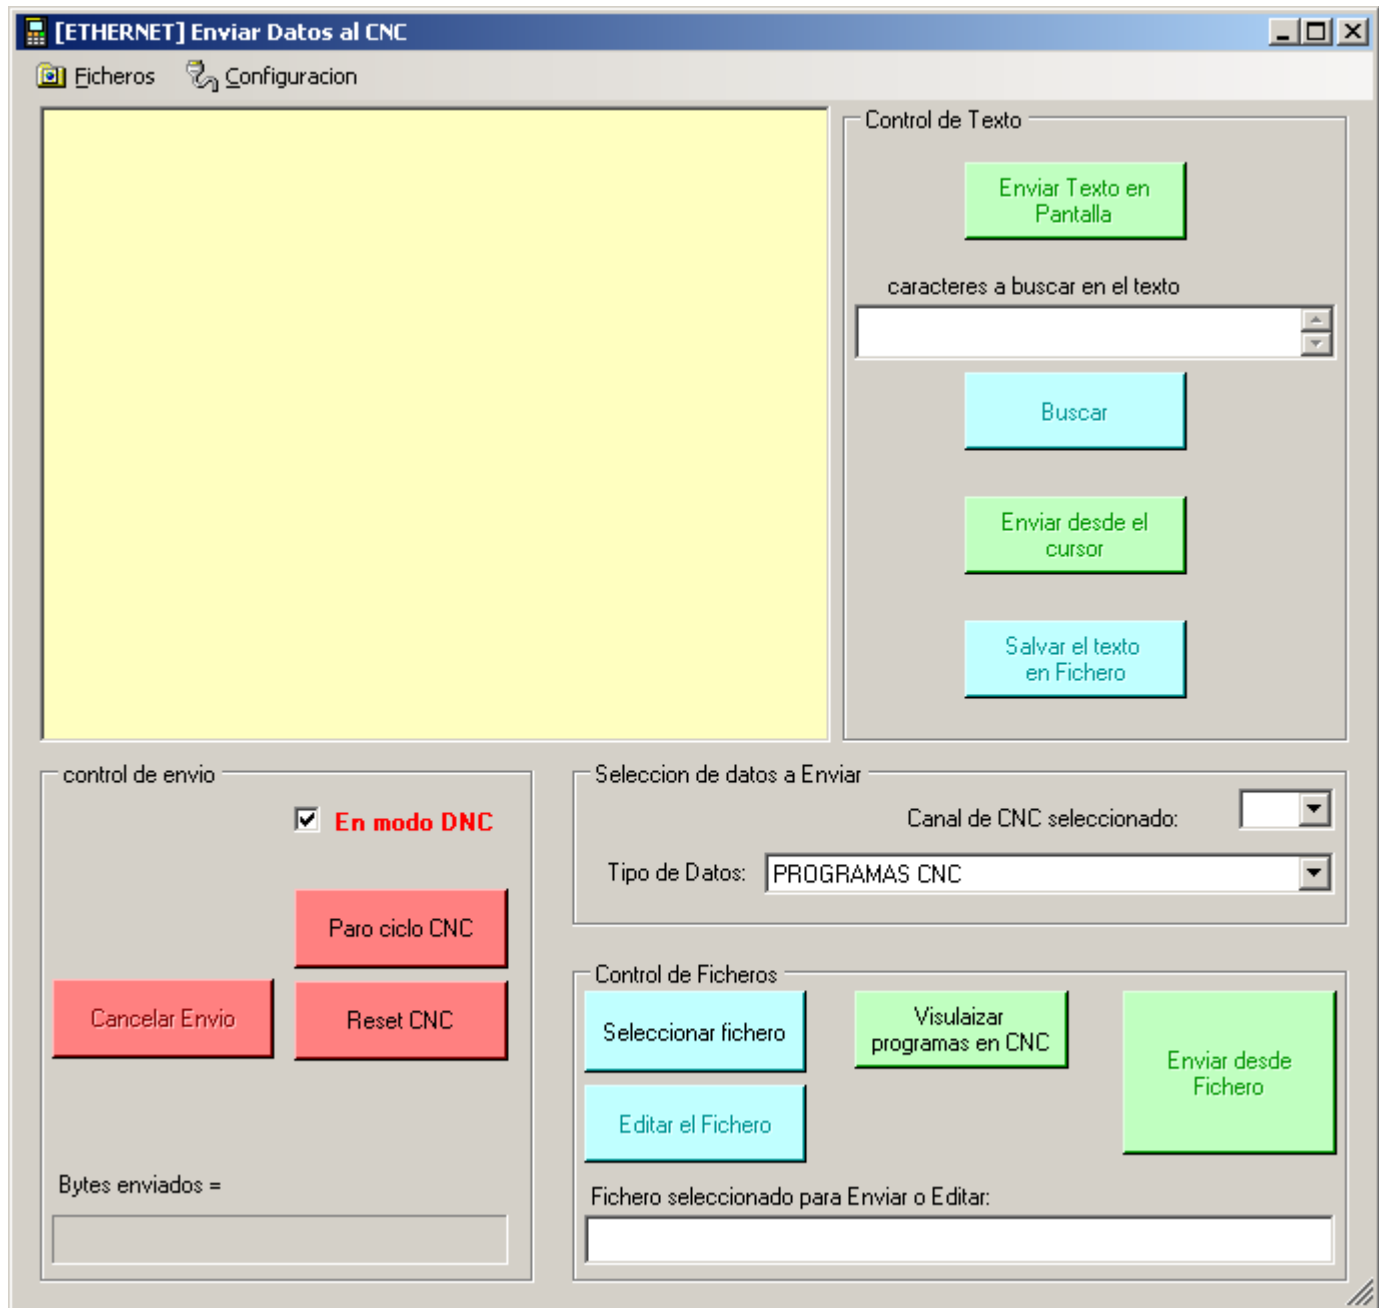 [ETHERNET] Enviar Datos al CNC
Ficheros Configuracion
Control de Texto
Enviar Texto en
Pantalla
caracteres a buscar en el texto
Buscar
Enviar desde el
cursor
Salvar el texto
en Fichero
control de envio
En modo DNC
Paro ciclo CNC
Cancelar Envio
Reset CNC
Bytes enviados =
Seleccion de datos a Enviar
Canal de CNC seleccionado:
Tipo de Datos: PROGRAMAS CNC
Control de Ficheros
Seleccionar fichero
Visulaizar
programas en CNC
Enviar desde
Fichero
Editar el Fichero
Fichero seleccionado para Enviar o Editar: